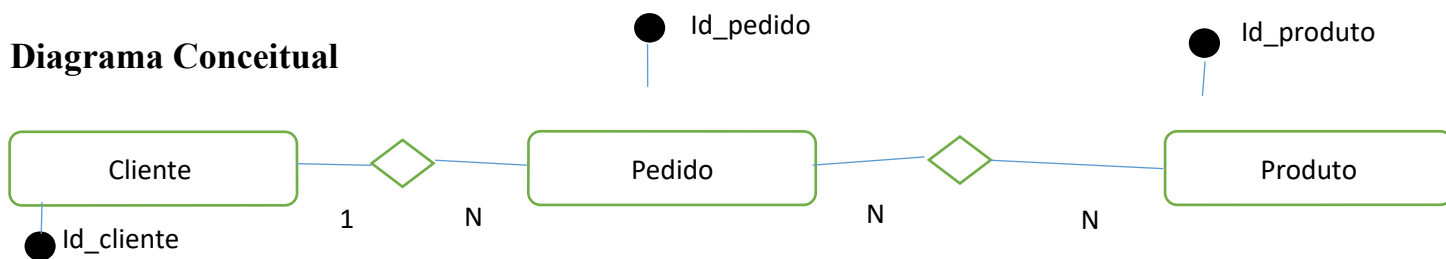 Id_pedido
Id_produto
Diagrama Conceitual
Cliente
Pedido
Produto
1
N
N
N
Id_cliente